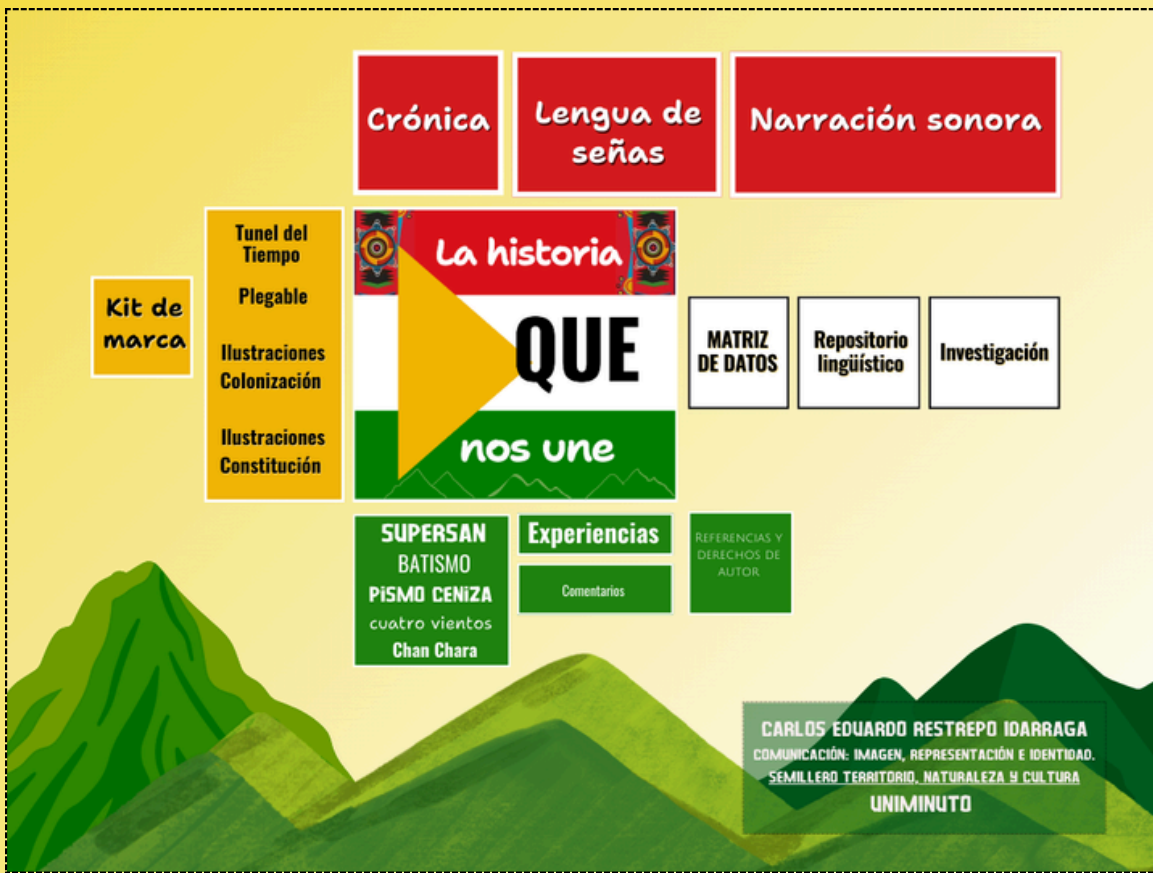 Crónica
Lengua de
señas
Narración sonora
Kit de
marca
Tunel del
Tiempo
Plegable
Ilustraciones
Colonización
Ilustraciones
Constitución
La historia
QUE
nos une
MATRIZ
DE DATOS
Repositorio
lingüístico
Investigación
SUPERSAN
BATISMO
PiSMO CENiZA
cuatro vientos
Chan Chara
Experiencias
Comentarios
REFERENCIAS Y
DERECHOS DE
AUTOR
CARLOS EDUARDO RESTREPO IDARRAGA
COMUNICACIÓN: IMAGEN, REPRESENTACIÓN E IDENTIDAD.
SEMILLERO TERRITORIO, NATURALEZA Y CULTURA
UNIMINUTO